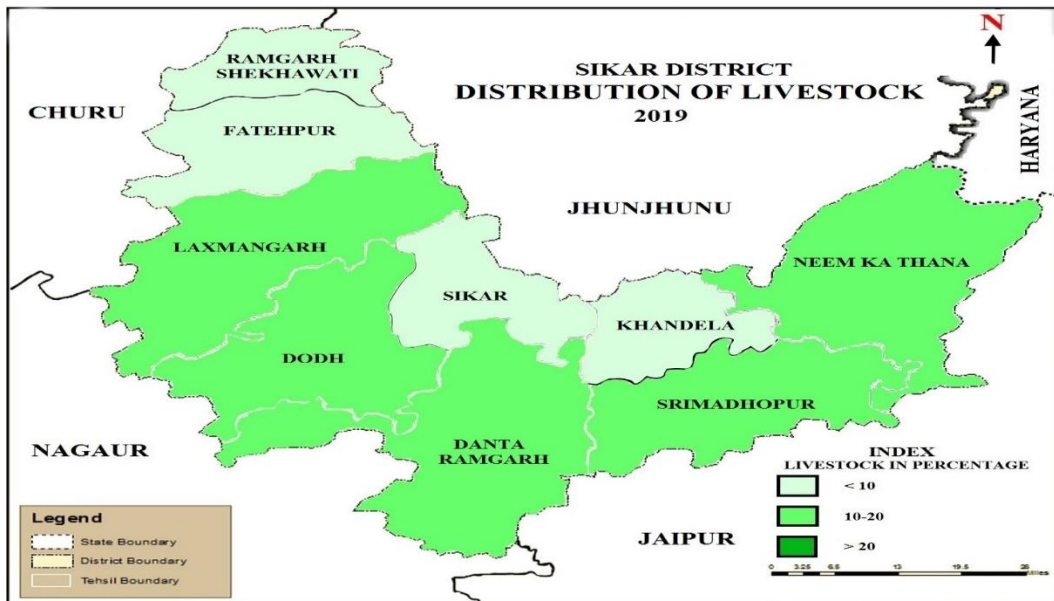 N
SIKAR DISTRICT
DISTRIBUTION OF LIVESTOCK
2019
RAMGARH
SHEKHAWATI
CHURU
FATEHPUR
HARYANA
JHUNJHUNU
LAXMANGARH
NEEM KA THANA
SIKAR
KHANDELA
DODH
SRIMADHOPUR
NAGAUR
DANTA
RAMGARH
JAIPUR
INDEX
LIVESTOCK IN PERCENTAGE
< 10
10-20
> 20
Legend
State Boundary
District Boundary
Tehsil Boundary
0 3.25 6.5 13 19.5 26
Miles